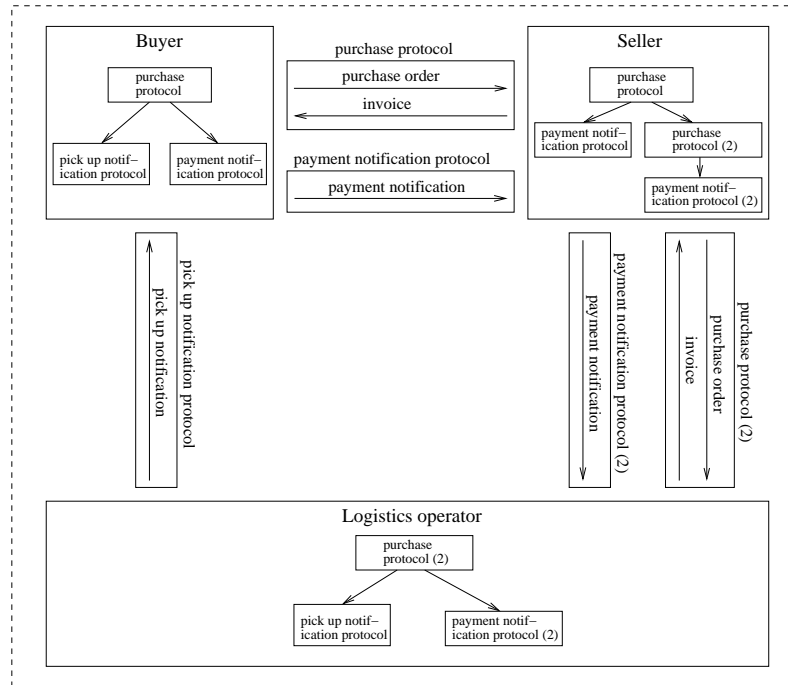 Buyer
purchase
protocol
pick up notif-
ication protocol
payment notif-
ication protocol
purchase protocol
purchase order
invoice
payment notification protocol
payment notification
Seller
purchase
protocol
payment notif-
ication protocol
purchase
protocol (2)
payment notif-
ication protocol (2)
pick up notification
pick up notification protocol
payment notification
payment notification protocol (2)
invoice
purchase order
purchase protocol (2)
Logistics operator
purchase
protocol (2)
pick up notif-
ication protocol
payment notif-
ication protocol (2)